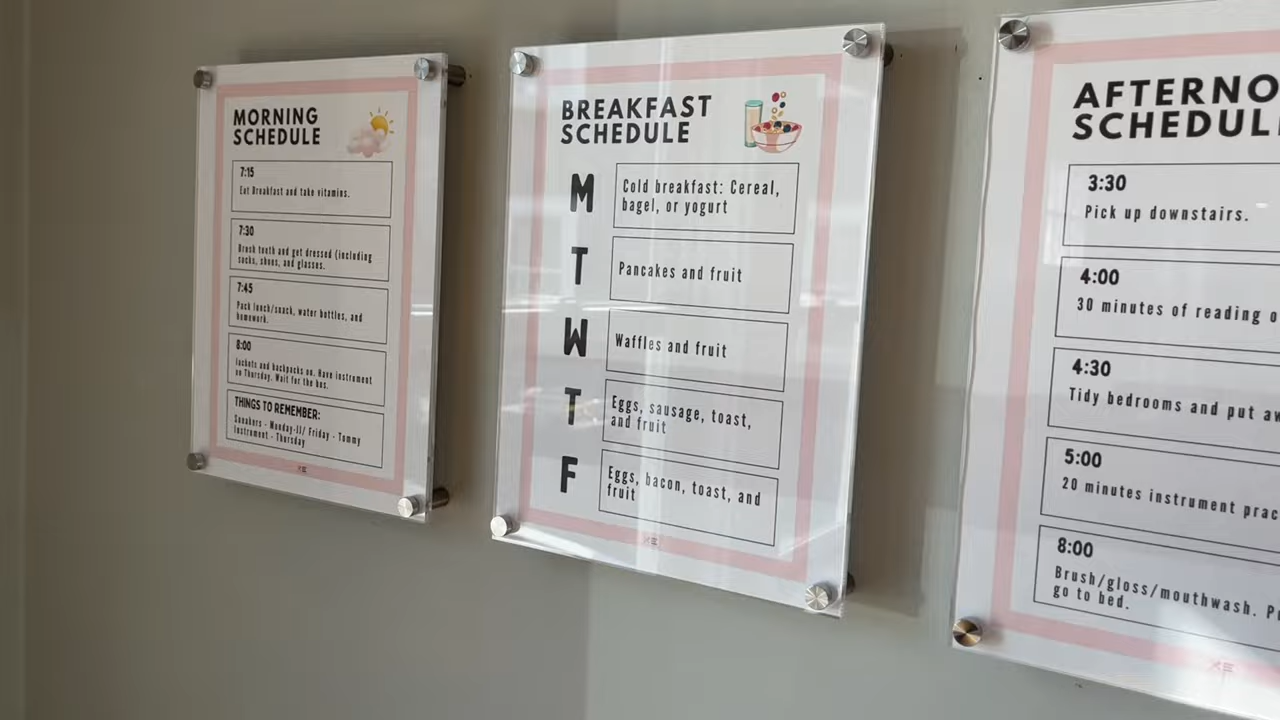 MORNING
SCHEDULE
7:15
Eat Breakfast and take vitamins.
7:30
Brush teeth and get dressed (including
socks, shoes, and glasses.
7:45
Pack lunch/snack, water bottles, and
homework.
8:00
Jackets and backpacks on. Have instrument
on Thursday. Wait for the bus.
THINGS TO REMEMBER:
Sneakers - Monday-JJ/ Friday - Tommy
Instrument - Thursday
BREAKFAST
SCHEDULE
M
Cold breakfast: Cereal,
bagel, or yogurt
T
Pancakes and fruit
W
Waffles and fruit
T
Eggs, sausage, toast,
and fruit
F
Eggs, bacon, toast, and
fruit
AFTERNO
SCHEDUL
3:30
Pick up downstairs.
4:00
30 minutes of reading o
4:30
Tidy bedrooms and put aw
5:00
20 minutes instrument prac
8:00
Brush/gloss/mouthwash.
go to bed.